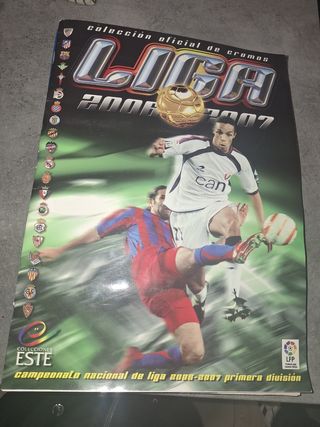 colección oficial de cromos
LIGA
2006 2007
can
COLECCIONES
ESTE
LFP
campeonato nacional de liga 2006-2007 primera división